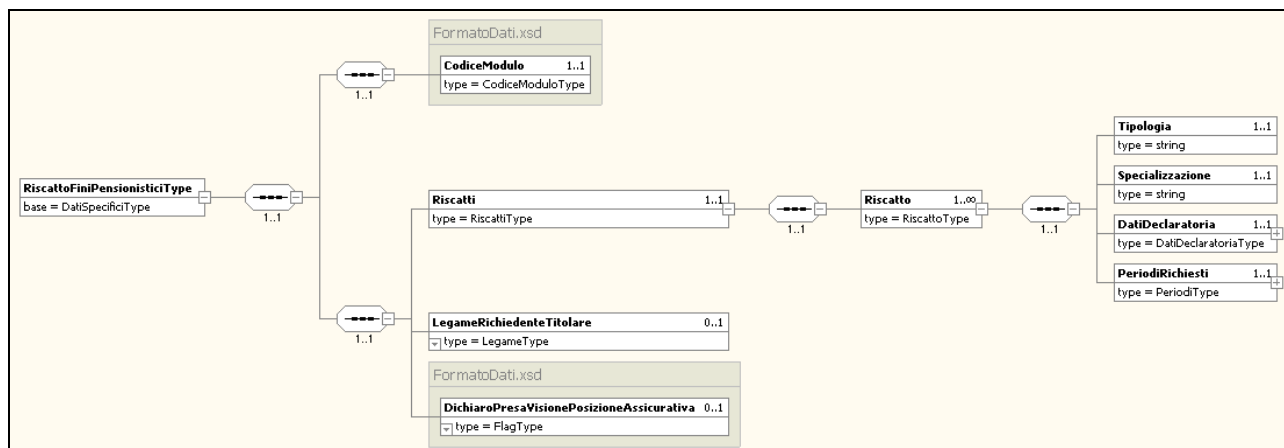 FormatoDati.xsd
CodiceModulo 1..1
type = CodiceModuloType
1..1
RiscattoFiniPensionisticiType
base = DatiSpecificiType
1..1
Riscatti 1..1
type = RiscattiType
1..1
Riscatto 1..∞
type = RiscattoType
1..1
Tipologia 1..1
type = string
Specializzazione 1..1
type = string
DatiDeclaratoria 1..1
type = DatiDeclaratoriaType
PeriodiRichiesti 1..1
type = PeriodiType
1..1
LegameRichiedenteTitolare 0..1
type = LegameType
FormatoDati.xsd
DichiaroPresaVisionePosizioneAssicurativa 0..1
type = FlagType